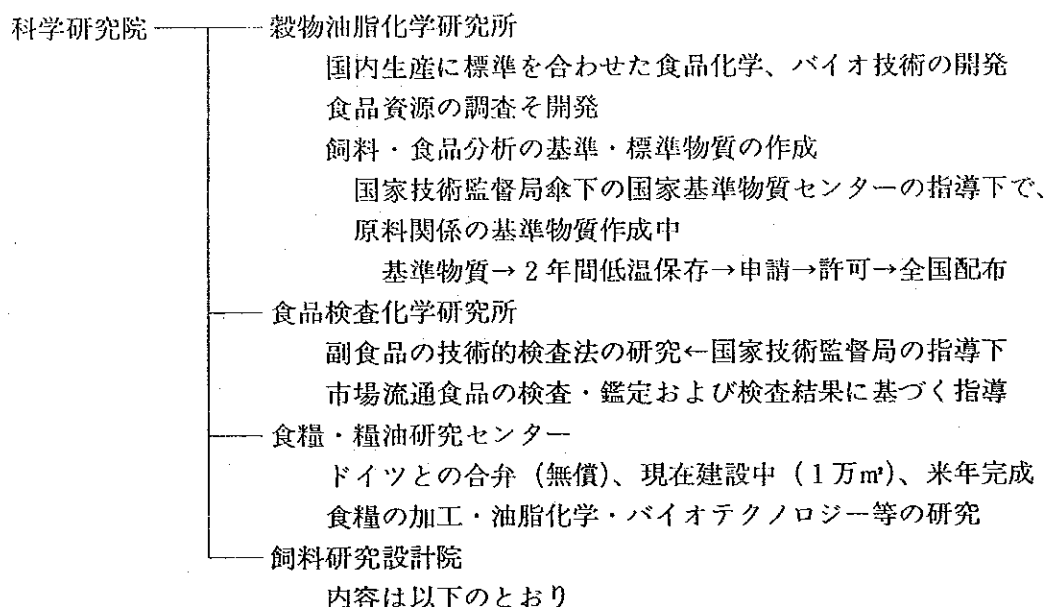 科学研究院 穀物油脂化学研究所
国内生産に標準を合わせた食品化学、バイオ技術の開発
食品資源の調査そ開発
飼料・食品分析の基準・標準物質の作成
国家技術監督局傘下の国家基準物質センターの指導下で、
原料関係の基準物質作成中
基準物質→2年間低温保存→申請→許可→全国配布
食品検査化学研究所
副食品の技術的検査法の研究←国家技術監督局の指導下
市場流通食品の検査・鑑定および検査結果に基づく指導
食糧・糧油研究センター
ドイツとの合弁（無償）、現在建設中（1万㎡）、来年完成
食糧の加工・油脂化学・バイオテクノロジー等の研究
飼料研究設計院
内容は以下のとおり